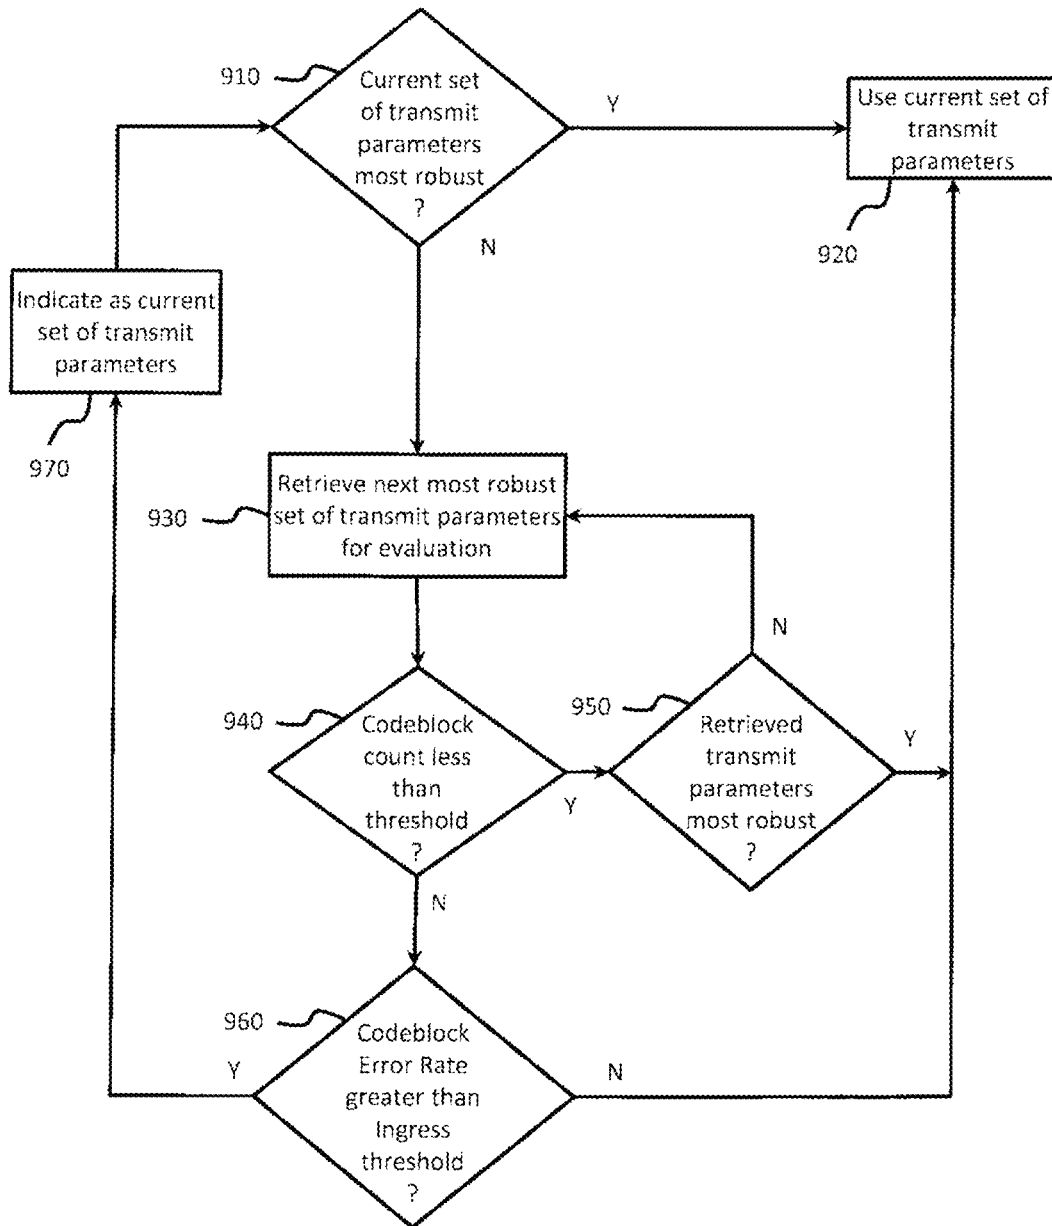 910
Current set
of transmit
parameters
most robust
?
Y
N
Use current set of
transmit
parameters
920
Indicate as current
set of transmit
parameters
970
930
Retrieve next most robust
set of transmit parameters
for evaluation
940
Codeblock
count less
than
threshold
?
Y
N
950
Retrieved
transmit
parameters
most robust
?
N
Y
960
Codeblock
Error Rate
greater than
Ingress
threshold
?
Y
N